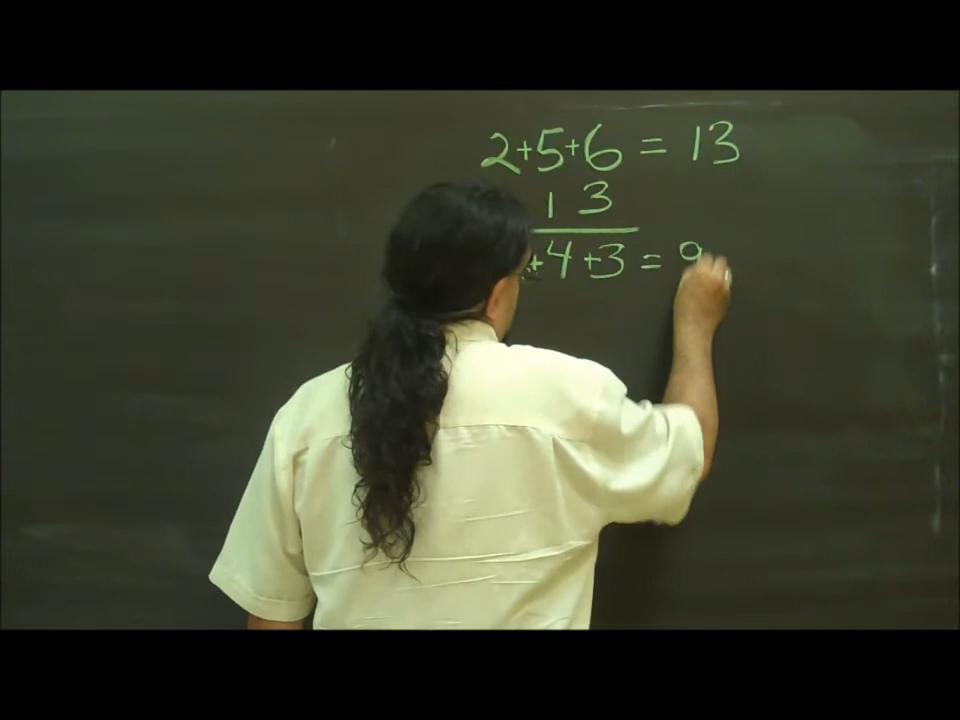 2+5+6 = 13
1 3
+4+3 = 9